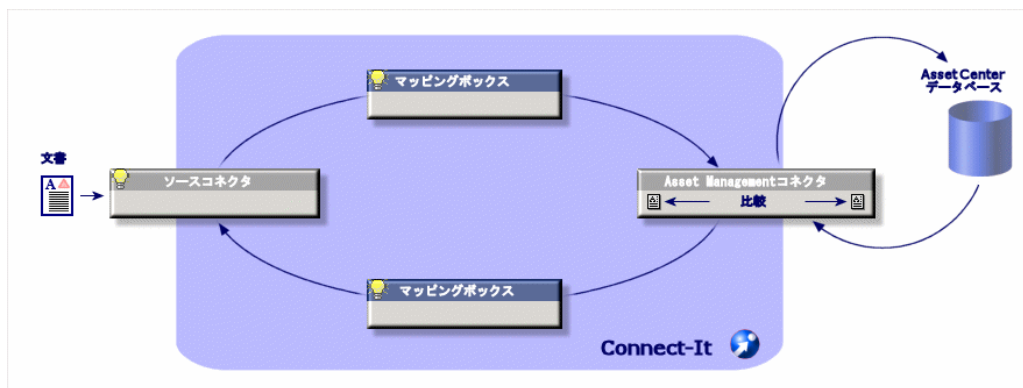 マッピングボックス
Asset Center
データベース
文書
A
ソースコネクタ
Asset Managementコネクタ
比較
マッピングボックス
Connect-It